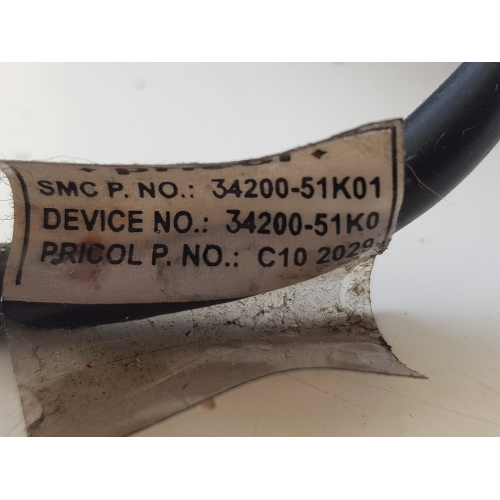 SMC P. NO.: 34200-51K01
DEVICE NO.: 34200-51K0
PRICOL P. NO.: C10 2029